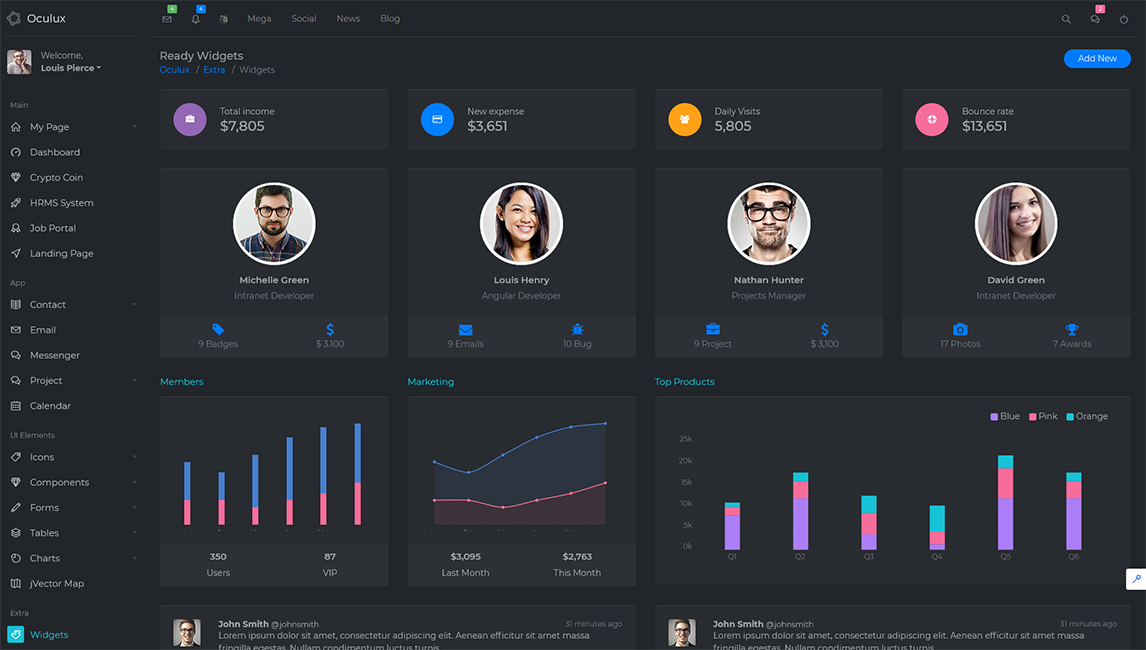 Oculux
4
4
Mega
Social
News
Blog
2
Welcome,
Louis Pierce
Ready Widgets
Oculux / Extra / Widgets
Add New
Main
My Page
Dashboard
Crypto Coin
HRMS System
Job Portal
Landing Page
App
Contact
Email
Messenger
Project
Calendar
UI Elements
Icons
Components
Forms
Tables
Charts
jVector Map
Extra
Widgets
Total income
$7,805
New expense
$3,651
Daily Visits
5,805
Bounce rate
$13,651
Michelle Green
Intranet Developer
9 Badges
$ 3,100
Louis Henry
Angular Developer
9 Emails
10 Bug
Nathan Hunter
Projects Manager
9 Project
$ 3,100
David Green
Intranet Developer
17 Photos
7 Awards
Members
350
Users
87
VIP
Marketing
$3,095
Last Month
$2,763
This Month
Top Products
Blue Pink Orange
25k
20k
15k
10k
5k
0k
Q1 Q2 Q3 Q4 Q5 Q6
John Smith @johnsmith
31 minutes ago
Lorem ipsum dolor sit amet, consectetur adipiscing elit. Aenean efficitur sit amet massa
fringilla egestas. Nullam condimentum luctus turpis.
John Smith @johnsmith
31 minutes ago
Lorem ipsum dolor sit amet, consectetur adipiscing elit. Aenean efficitur sit amet massa
fringilla egestas. Nullam condimentum luctus turpis.